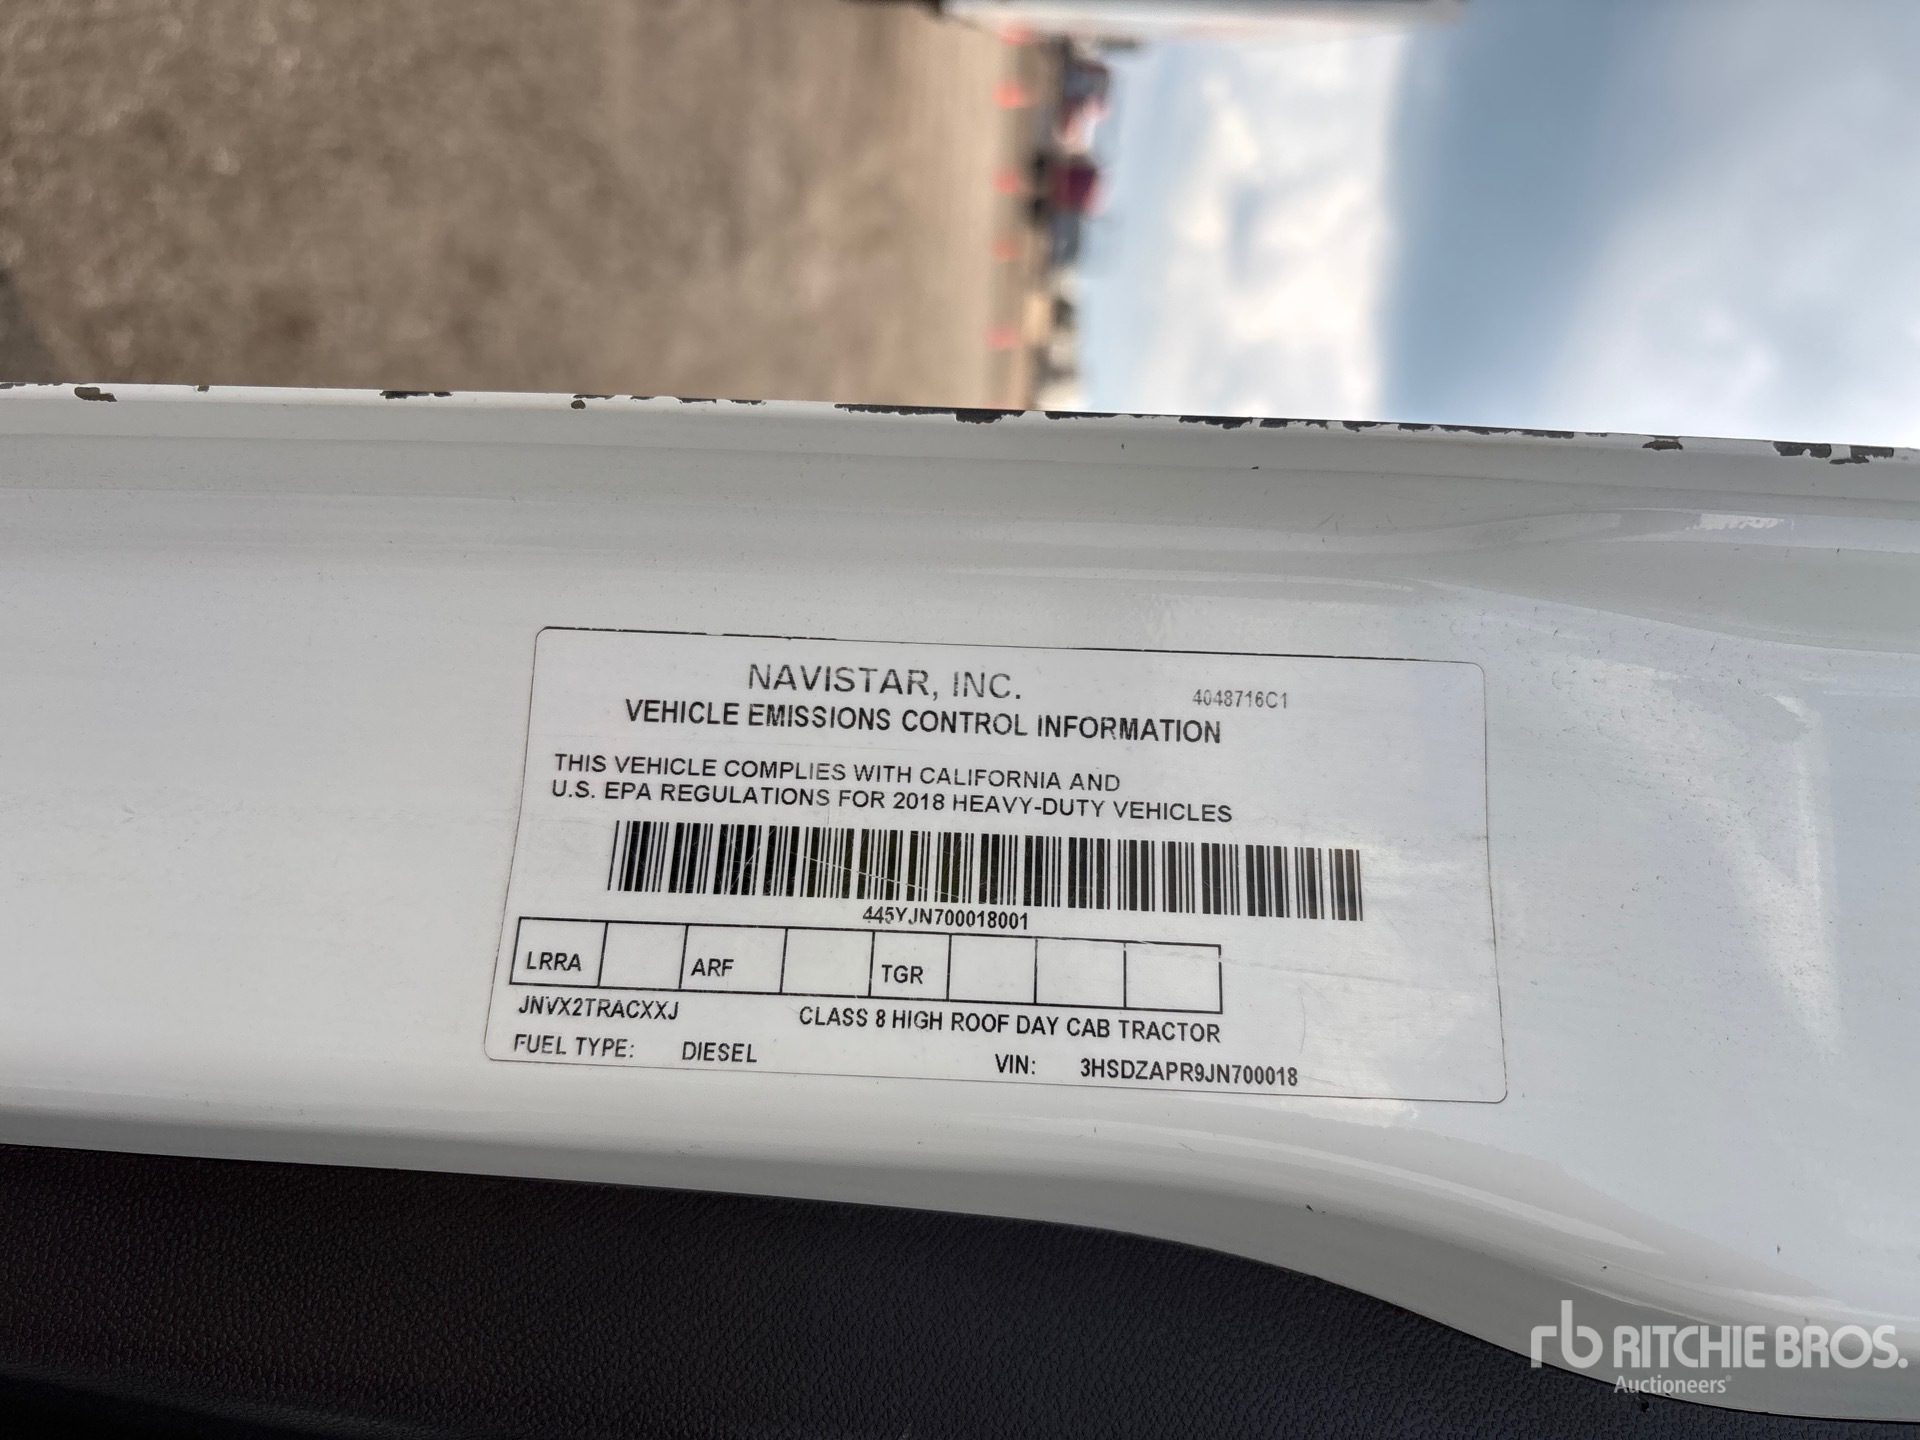 NAVISTAR, INC.
4048716C1
VEHICLE EMISSIONS CONTROL INFORMATION
THIS VEHICLE COMPLIES WITH CALIFORNIA AND
U.S. EPA REGULATIONS FOR 2018 HEAVY-DUTY VEHICLES
445YJN700018001
LRRA ARF TGR
JNVX2TRACXXJ CLASS 8 HIGH ROOF DAY CAB TRACTOR
FUEL TYPE: DIESEL VIN: 3HSDZAPR9JN700018
rb RITCHIE BROS.
Auctioneers